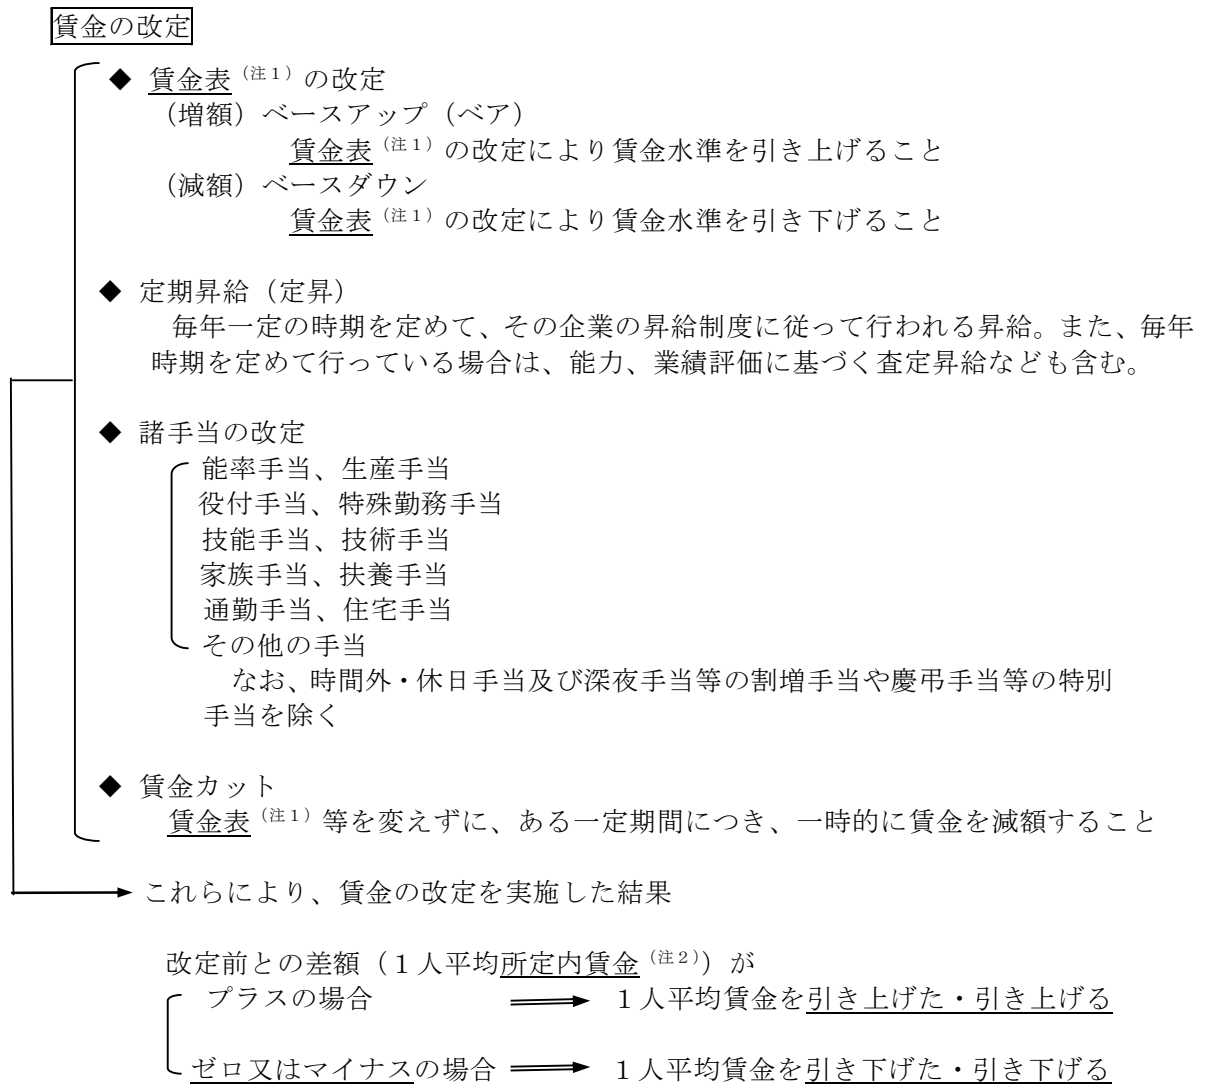 賃金の改定
◆ 賃金表（注１）の改定
（増額）ベースアップ（ベア）
賃金表（注１）の改定により賃金水準を引き上げること
（減額）ベースダウン
賃金表（注１）の改定により賃金水準を引き下げること
◆ 定期昇給（定昇）
毎年一定の時期を定めて、その企業の昇給制度に従って行われる昇給。また、毎年
時期を定めて行っている場合は、能力、業績評価に基づく査定昇給なども含む。
◆ 諸手当の改定
能率手当、生産手当
役付手当、特殊勤務手当
技能手当、技術手当
家族手当、扶養手当
通勤手当、住宅手当
その他の手当
なお、時間外・休日手当及び深夜手当等の割増手当や慶弔手当等の特別
手当を除く
◆ 賃金カット
賃金表（注１）等を変えずに、ある一定期間につき、一時的に賃金を減額すること
これらにより、賃金の改定を実施した結果
改定前との差額（１人平均所定内賃金（注２））が
プラスの場合 １人平均賃金を引き上げた・引き上げる
ゼロ又はマイナスの場合 １人平均賃金を引き下げた・引き下げる